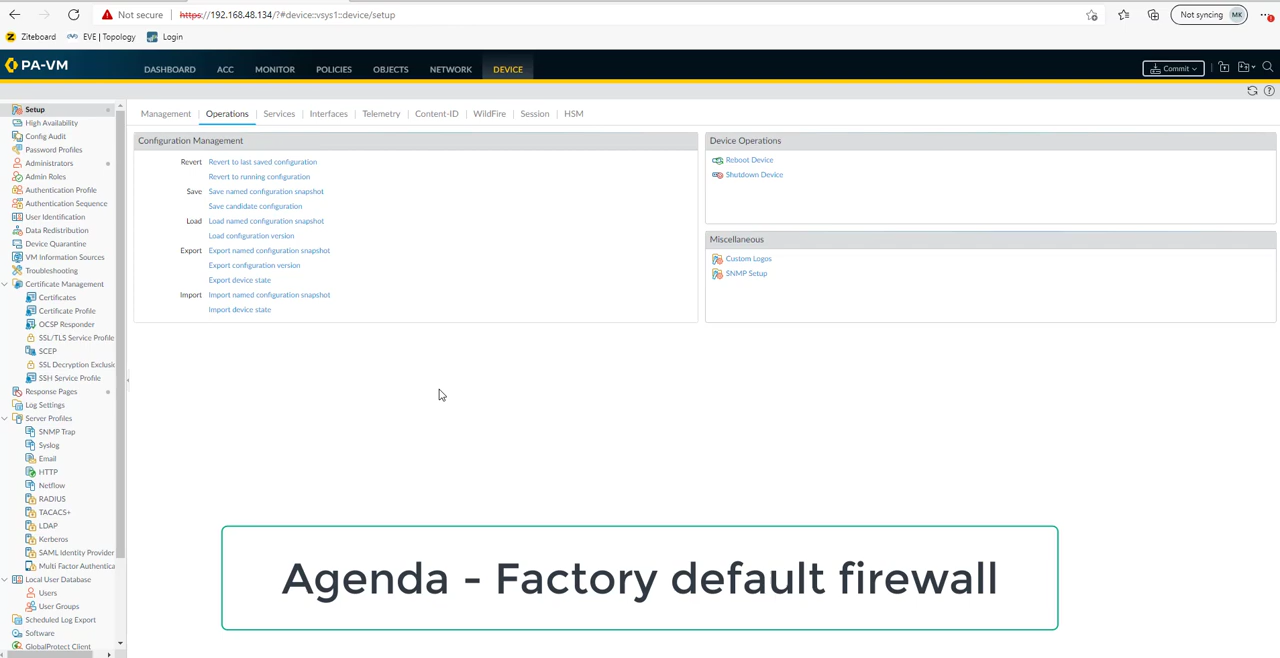 Not secure | https://192.168.48.134/?#device::vsys1::device/setup
Not syncing MK
Ziteboard EVE | Topology Login
PA-VM
DASHBOARD ACC MONITOR POLICIES OBJECTS NETWORK DEVICE
Commit
Setup
High Availability
Config Audit
Password Profiles
Administrators
Admin Roles
Authentication Profile
Authentication Sequence
User Identification
Data Redistribution
Device Quarantine
VM Information Sources
Troubleshooting
Certificate Management
Certificates
Certificate Profile
OCSP Responder
SSL/TLS Service Profile
SCEP
SSL Decryption Exclusi
SSH Service Profile
Response Pages
Log Settings
Server Profiles
SNMP Trap
Syslog
Email
HTTP
Netflow
RADIUS
TACACS+
LDAP
Kerberos
SAML Identity Provider
Multi Factor Authentica
Local User Database
Users
User Groups
Scheduled Log Export
Software
GlobalProtect Client
Management Operations Services Interfaces Telemetry Content-ID WildFire Session HSM
Configuration Management
Revert Revert to last saved configuration
Revert to running configuration
Save Save named configuration snapshot
Save candidate configuration
Load Load named configuration snapshot
Load configuration version
Export Export named configuration snapshot
Export configuration version
Export device state
Import Import named configuration snapshot
Import device state
Device Operations
Reboot Device
Shutdown Device
Miscellaneous
Custom Logos
SNMP Setup
Agenda - Factory default firewall